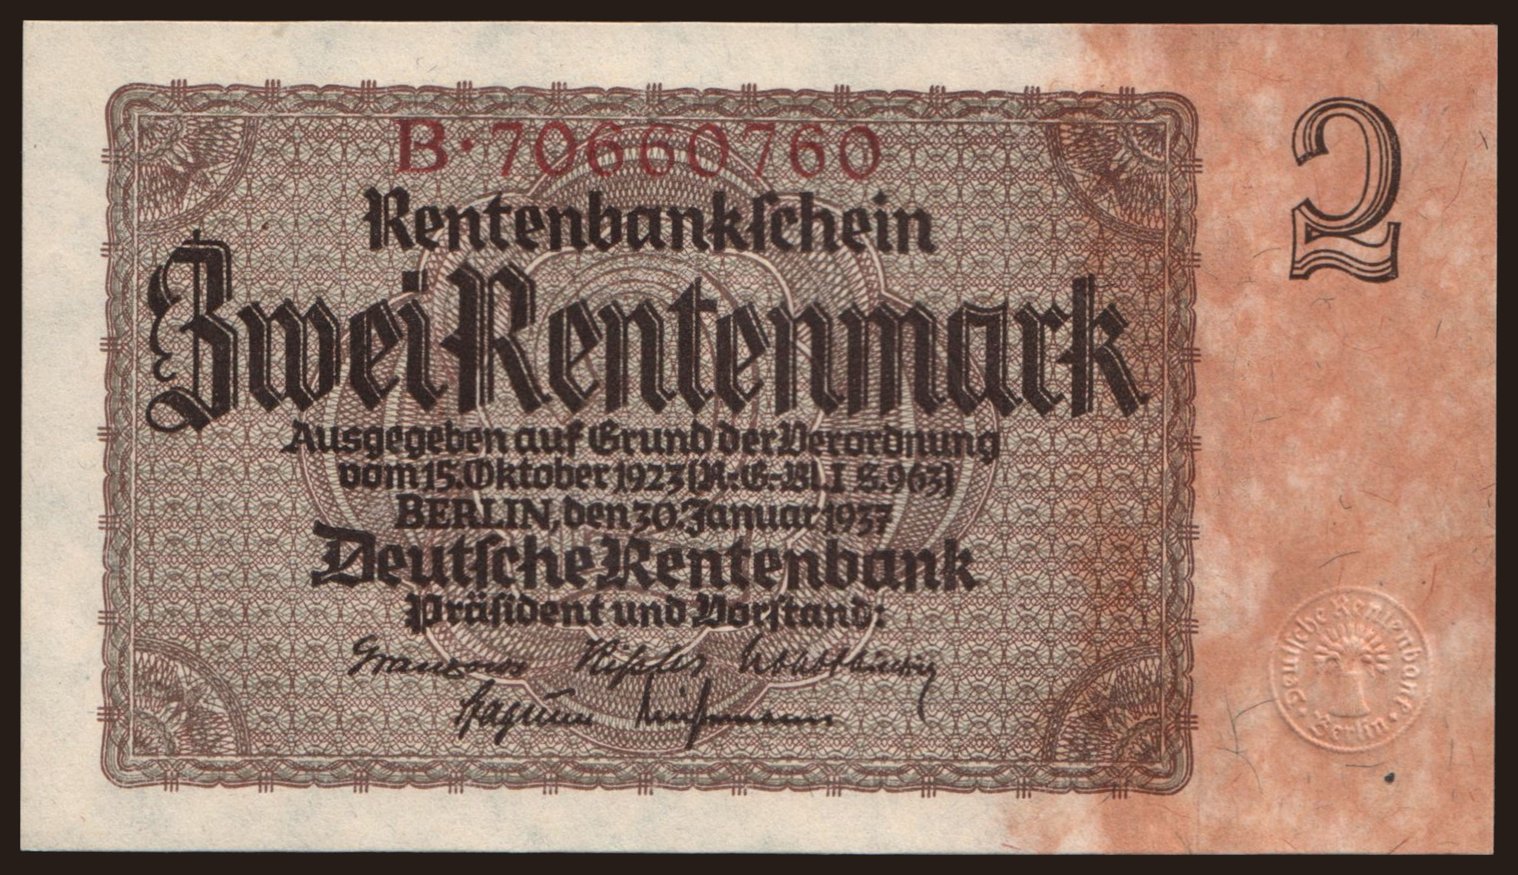 B·70660760
2
Rentenbankſchein
Zwei Rentenmark
Ausgegeben auf Grund der Verordnung
vom 15. Oktober 1923 (R.-G.-Bl. I S. 963)
BERLIN, den 30. Januar 1937
Deutſche Rentenbank
Präſident und Vorſtand:
Deutsche Rentenbank
• Berlin •